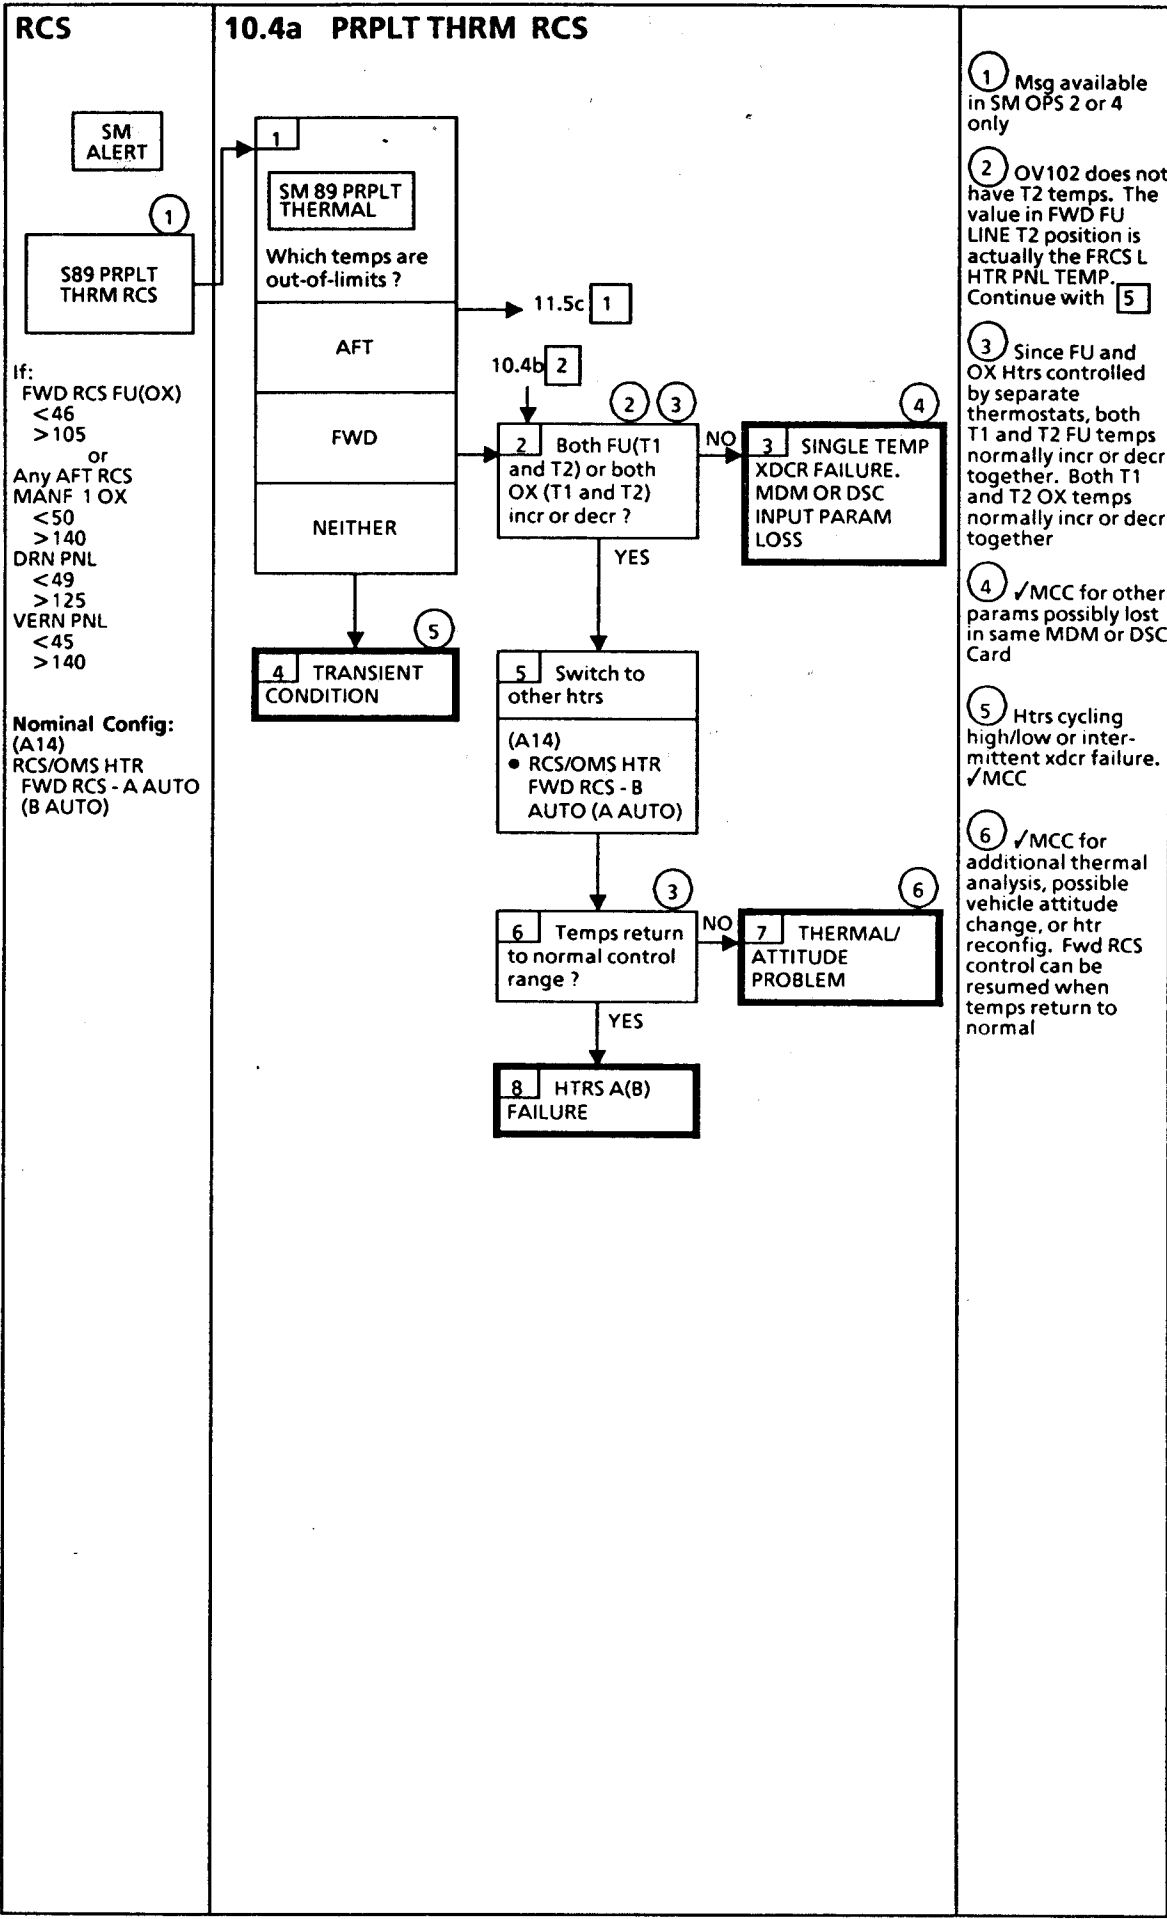 RCS
10.4a PRPLT THRM RCS
SM
ALERT
1
S89 PRPLT
THRM RCS
If:
FWD RCS FU(OX)
<46
>105
or
Any AFT RCS
MANF 1 OX
<50
>140
DRN PNL
<49
>125
VERN PNL
<45
>140
Nominal Config:
(A14)
RCS/OMS HTR
FWD RCS - A AUTO
(B AUTO)
1
SM 89 PRPLT
THERMAL
Which temps are
out-of-limits ?
AFT
FWD
NEITHER
11.5c 1
10.4b 2
2 3
2 Both FU(T1
and T2) or both
OX (T1 and T2)
incr or decr ?
NO
4
3 SINGLE TEMP
XDCR FAILURE.
MDM OR DSC
INPUT PARAM
LOSS
YES
5
4 TRANSIENT
CONDITION
5 Switch to
other htrs
(A14)
● RCS/OMS HTR
FWD RCS - B
AUTO (A AUTO)
3
6 Temps return
to normal control
range ?
NO
6
7 THERMAL/
ATTITUDE
PROBLEM
YES
8 HTRS A(B)
FAILURE
1 Msg available
in SM OPS 2 or 4
only
2 OV102 does not
have T2 temps. The
value in FWD FU
LINE T2 position is
actually the FRCS L
HTR PNL TEMP.
Continue with 5
3 Since FU and
OX Htrs controlled
by separate
thermostats, both
T1 and T2 FU temps
normally incr or decr
together. Both T1
and T2 OX temps
normally incr or decr
together
4 ✓MCC for other
params possibly lost
in same MDM or DSC
Card
5 Htrs cycling
high/low or inter-
mittent xdcr failure.
✓MCC
6 ✓MCC for
additional thermal
analysis, possible
vehicle attitude
change, or htr
reconfig. Fwd RCS
control can be
resumed when
temps return to
normal